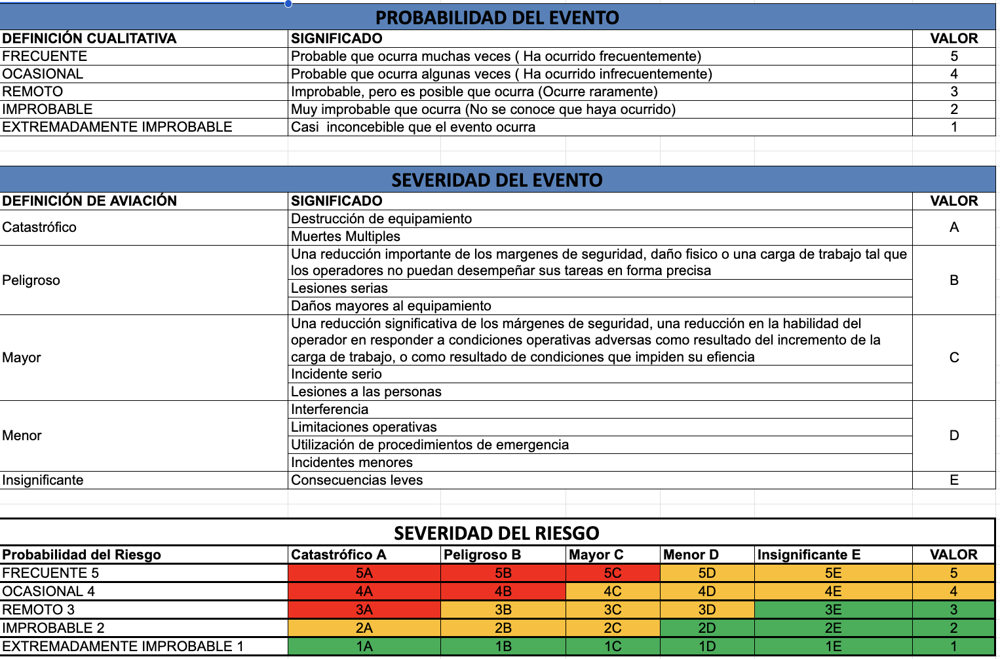 PROBABILIDAD DEL EVENTO
DEFINICIÓN CUALITATIVA SIGNIFICADO VALOR
FRECUENTE Probable que ocurra muchas veces ( Ha ocurrido frecuentemente) 5
OCASIONAL Probable que ocurra algunas veces ( Ha ocurrido infrecuentemente) 4
REMOTO Improbable, pero es posible que ocurra (Ocurre raramente) 3
IMPROBABLE Muy improbable que ocurra (No se conoce que haya ocurrido) 2
EXTREMADAMENTE IMPROBABLE Casi  inconcebible que el evento ocurra 1
SEVERIDAD DEL EVENTO
DEFINICIÓN DE AVIACIÓN SIGNIFICADO VALOR
Catastrófico
Destrucción de equipamiento
Muertes Multiples
A
Peligroso
Una reducción importante de los margenes de seguridad, daño fisico o una carga de trabajo tal que
los operadores no puedan desempeñar sus tareas en forma precisa
Lesiones serias
Daños mayores al equipamiento
B
Mayor
Una reducción significativa de los márgenes de seguridad, una reducción en la habilidad del
operador en responder a condiciones operativas adversas como resultado del incremento de la
carga de trabajo, o como resultado de condiciones que impiden su efiencia
Incidente serio
Lesiones a las personas
C
Menor
Interferencia
Limitaciones operativas
Utilización de procedimientos de emergencia
Incidentes menores
D
Insignificante Consecuencias leves E
SEVERIDAD DEL RIESGO
Probabilidad del Riesgo Catastrófico A Peligroso B Mayor C Menor D Insignificante E VALOR
FRECUENTE 5 5A 5B 5C 5D 5E 5
OCASIONAL 4 4A 4B 4C 4D 4E 4
REMOTO 3 3A 3B 3C 3D 3E 3
IMPROBABLE 2 2A 2B 2C 2D 2E 2
EXTREMADAMENTE IMPROBABLE 1 1A 1B 1C 1D 1E 1